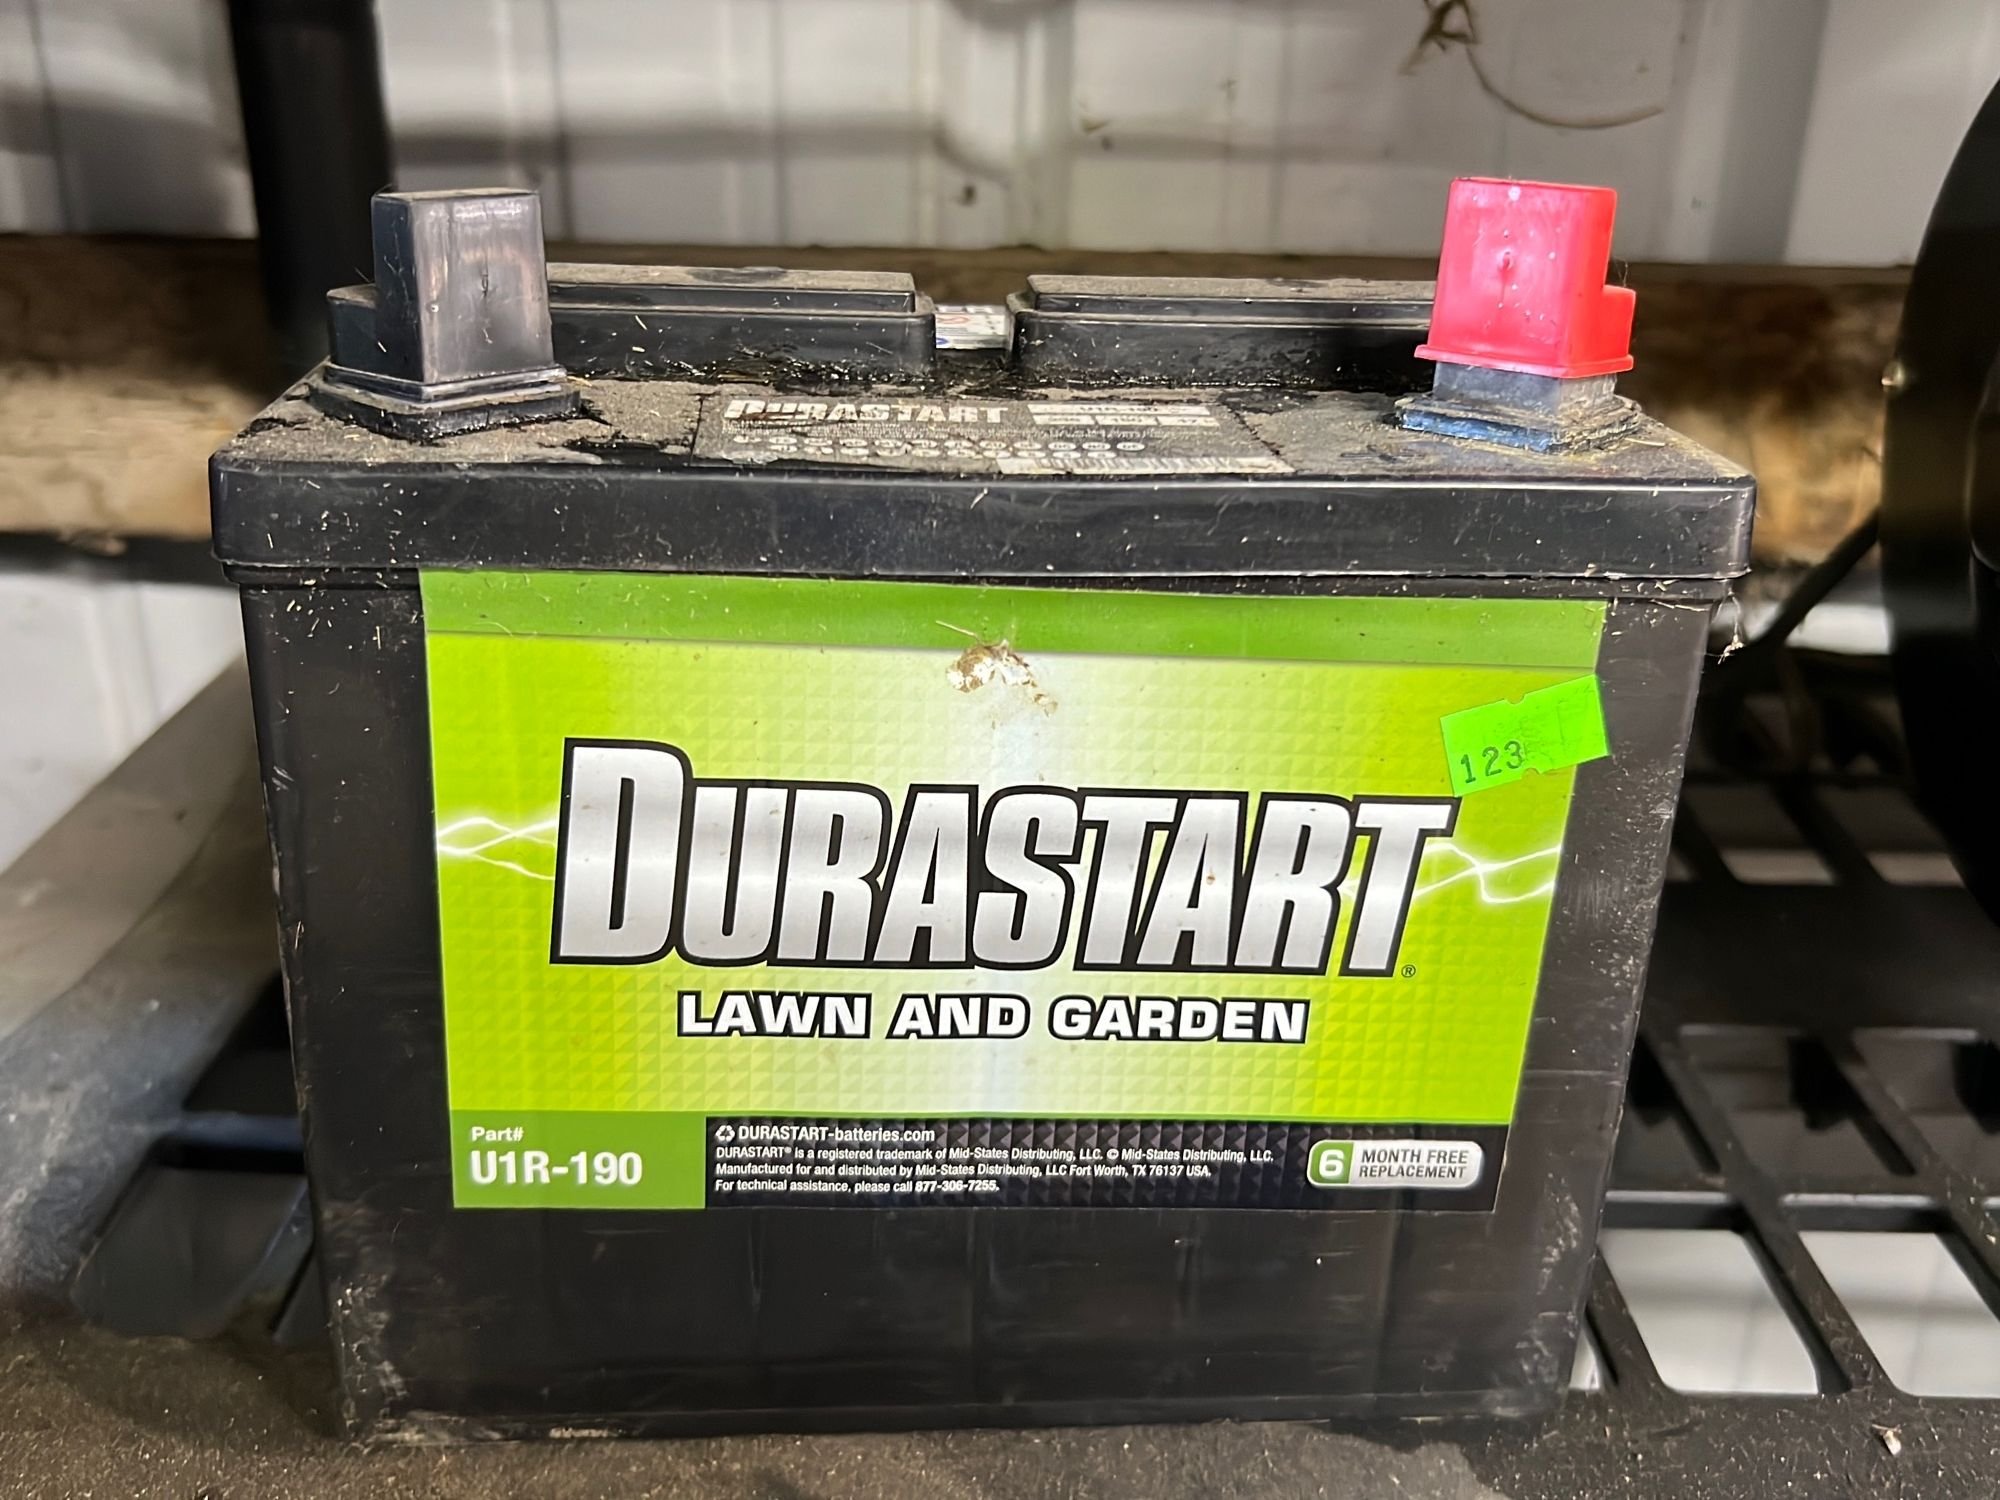 DURASTART
123
DURASTART®
LAWN AND GARDEN
Part#
U1R-190
DURASTART-batteries.com
DURASTART® is a registered trademark of Mid-States Distributing, LLC. © Mid-States Distributing, LLC.
Manufactured for and distributed by Mid-States Distributing, LLC Fort Worth, TX 76137 USA.
For technical assistance, please call 877-306-7255.
6 MONTH FREE
REPLACEMENT